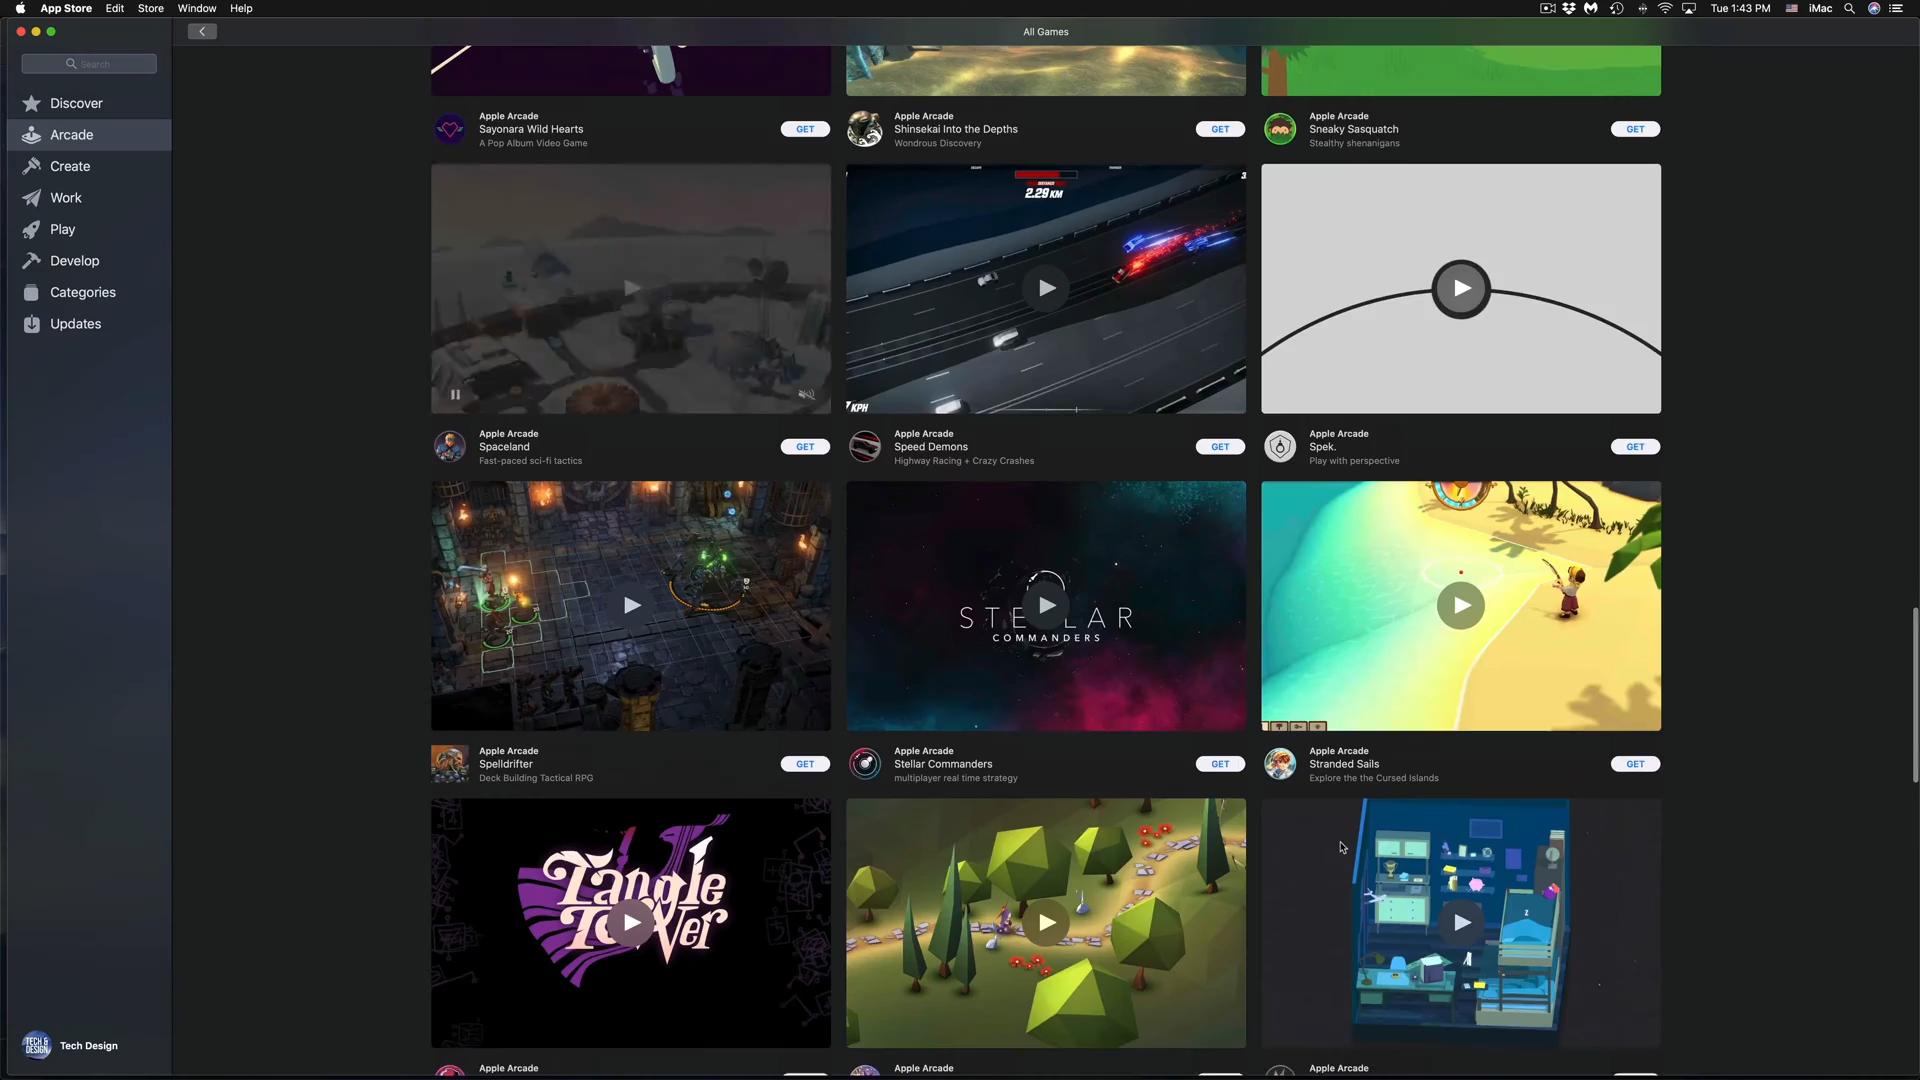 App Store Edit Store Window Help
Tue 1:43 PM iMac
All Games
Search
Discover
Arcade
Create
Work
Play
Develop
Categories
Updates
Tech Design
TECH &
DESIGN
Apple Arcade
Sayonara Wild Hearts
A Pop Album Video Game
GET
Apple Arcade
Shinsekai Into the Depths
Wondrous Discovery
GET
Apple Arcade
Sneaky Sasquatch
Stealthy shenanigans
GET
DISTANCE
2.29 KM
KPH
Apple Arcade
Spaceland
Fast-paced sci-fi tactics
GET
Apple Arcade
Speed Demons
Highway Racing + Crazy Crashes
GET
Apple Arcade
Spek.
Play with perspective
GET
STELLAR
COMMANDERS
Apple Arcade
Spelldrifter
Deck Building Tactical RPG
GET
Apple Arcade
Stellar Commanders
multiplayer real time strategy
GET
Apple Arcade
Stranded Sails
Explore the the Cursed Islands
GET
Tangle
Tower
Z
Apple Arcade
Apple Arcade
Apple Arcade